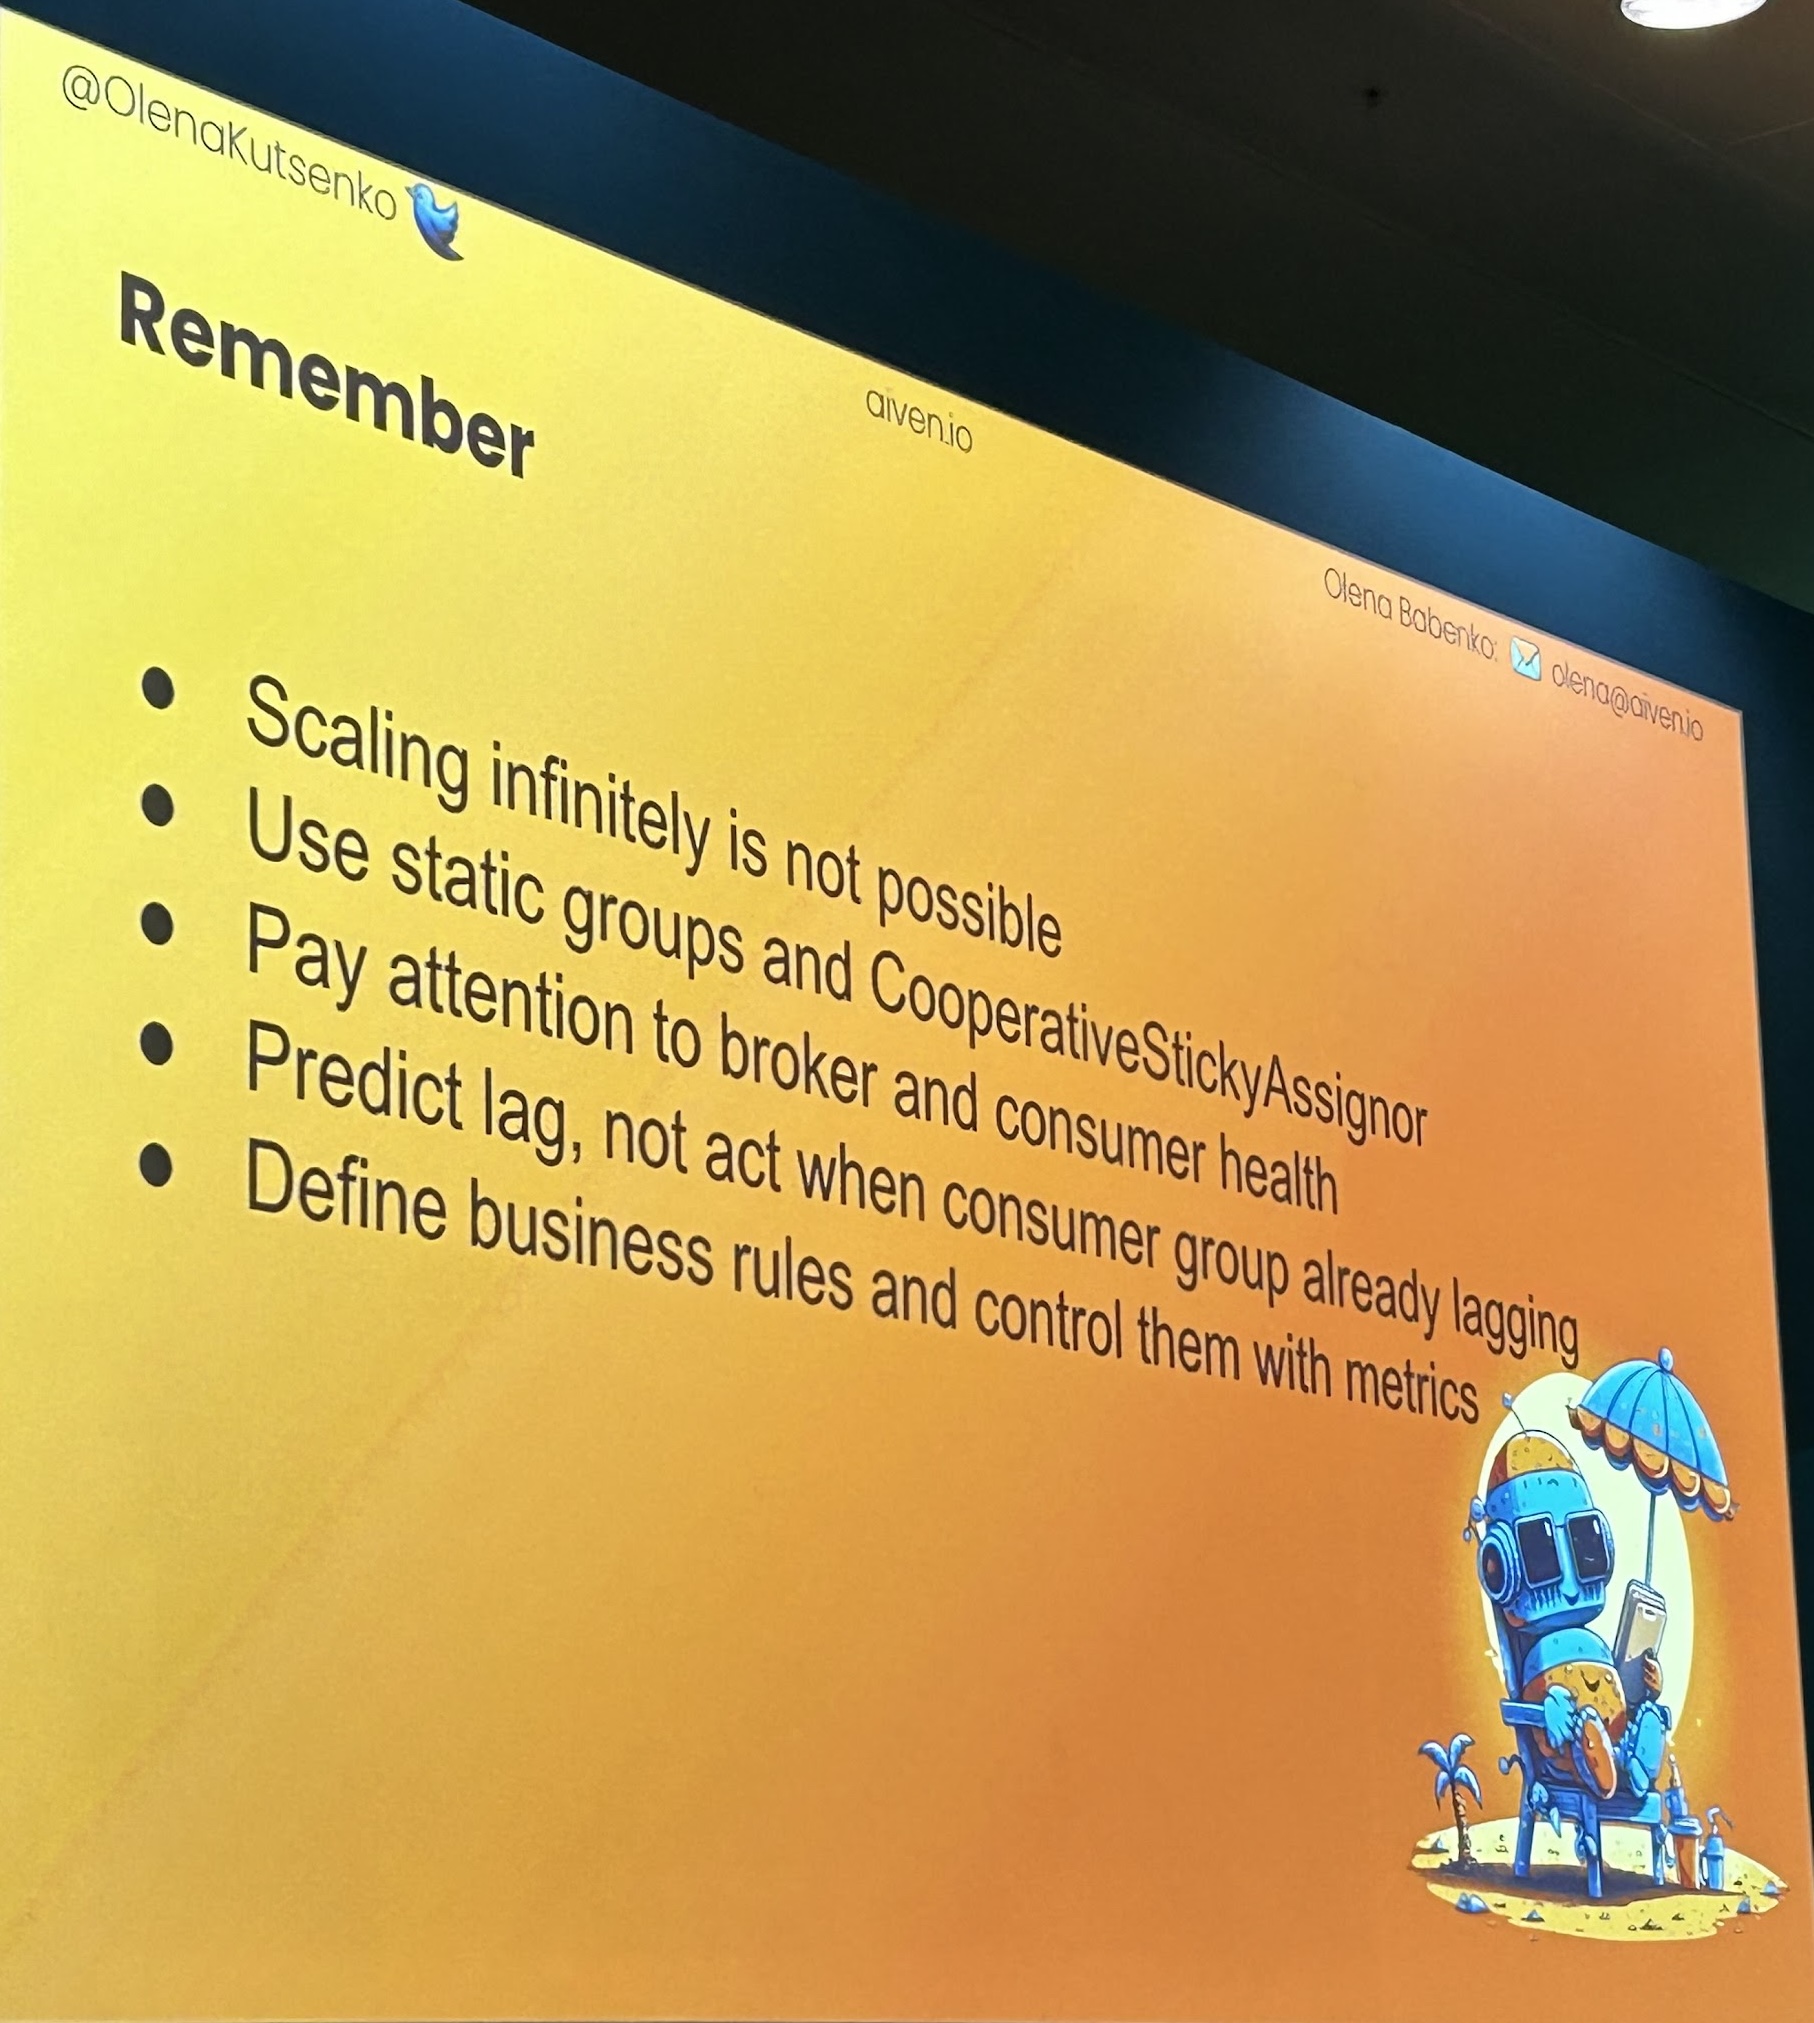 @OlenaKutsenko
aiven.io
Olena Babenko: olena@aiven.io
Remember
● Scaling infinitely is not possible
● Use static groups and CooperativeStickyAssignor
● Pay attention to broker and consumer health
● Predict lag, not act when consumer group already lagging
● Define business rules and control them with metrics